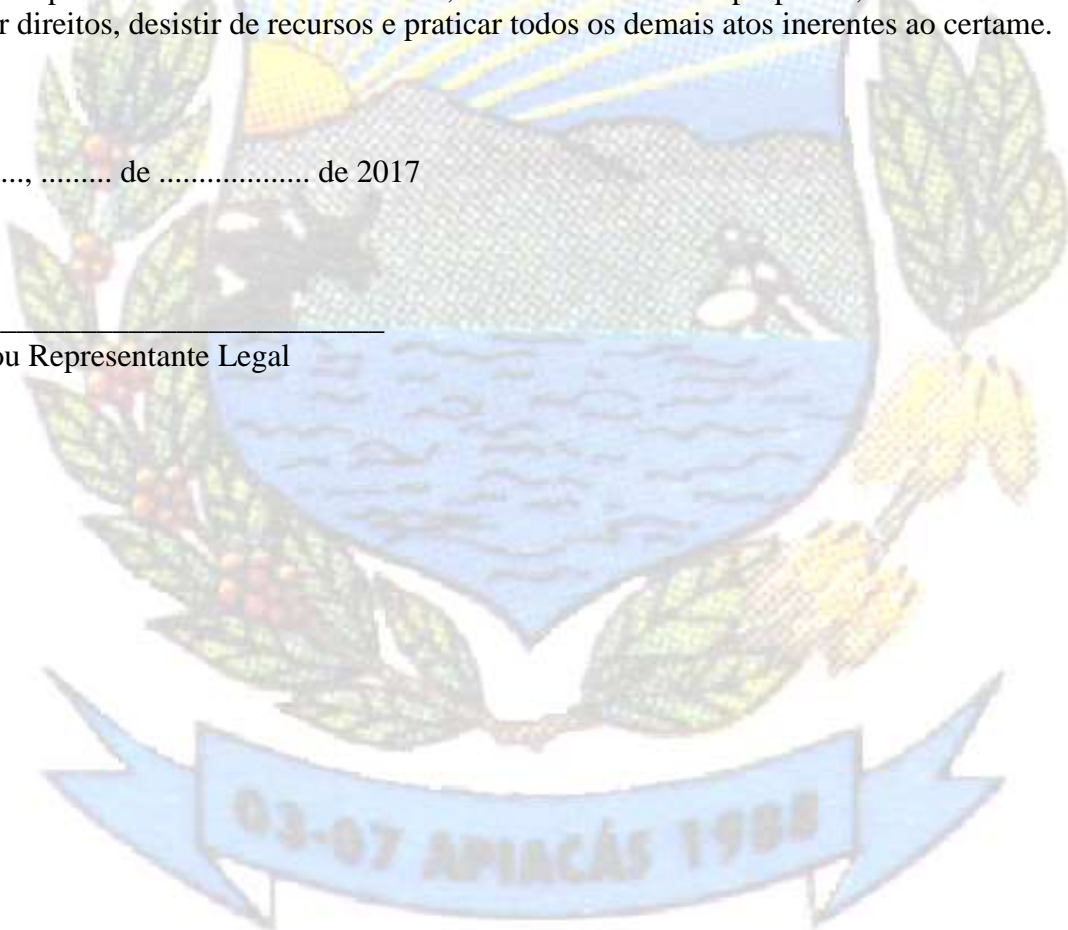 r direitos, desistir de recursos e praticar todos os demais atos inerentes ao certame.
..., ......... de ................... de 2017
ou Representante Legal
03-07 APIACÁS 1988